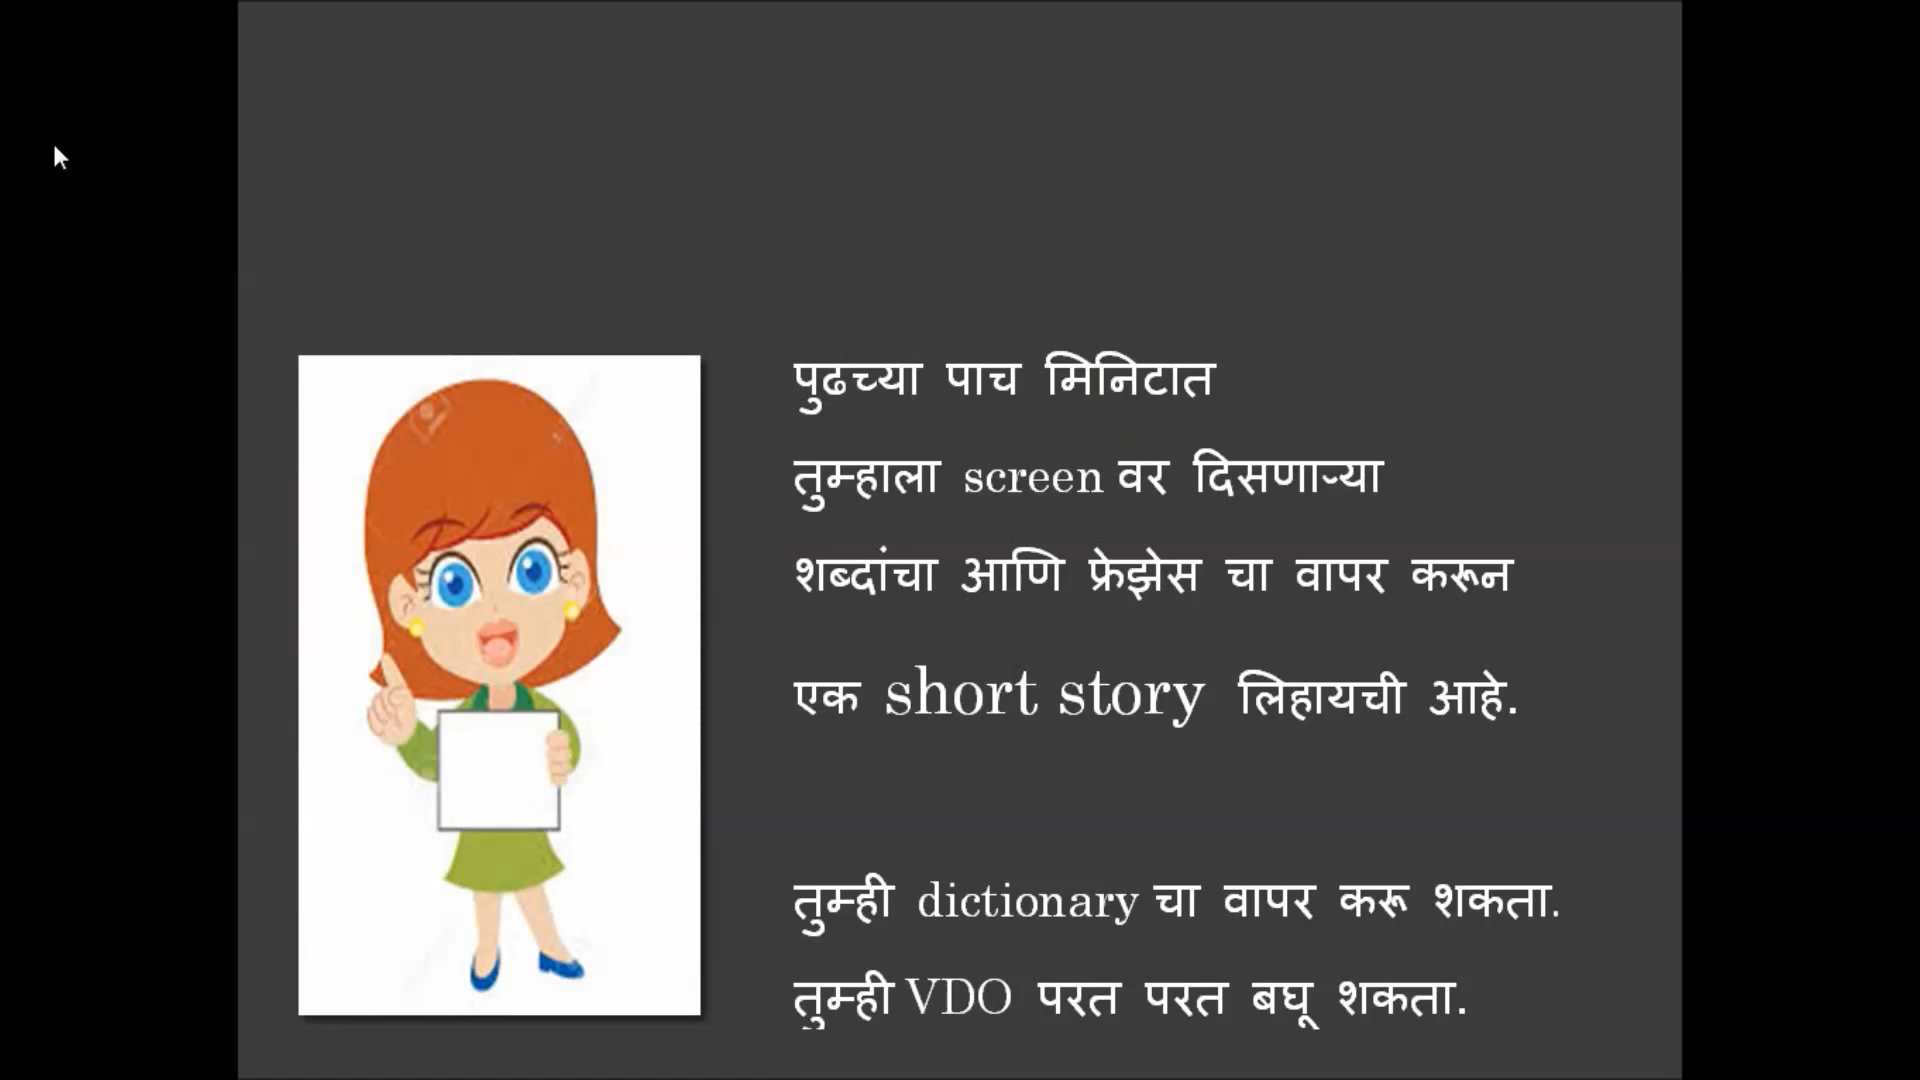 पुढच्या पाच मिनिटात
तुम्हाला screen वर दिसणाऱ्या
शब्दांचा आणि फ्रेझेस चा वापर करून
एक short story लिहायची आहे.
तुम्ही dictionary चा वापर करू शकता.
तुम्ही VDO परत परत बघू शकता.